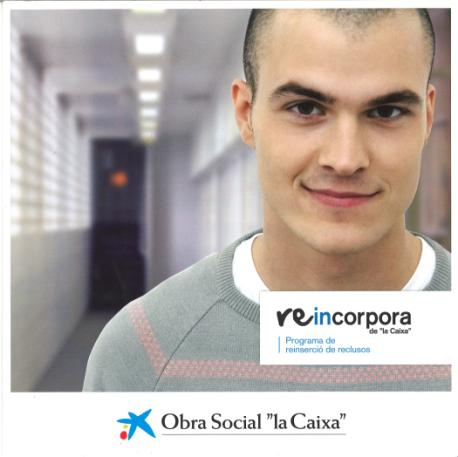 reincorpora
de "la Caixa"
Programa de
reinserció de reclusos
Obra Social "la Caixa"